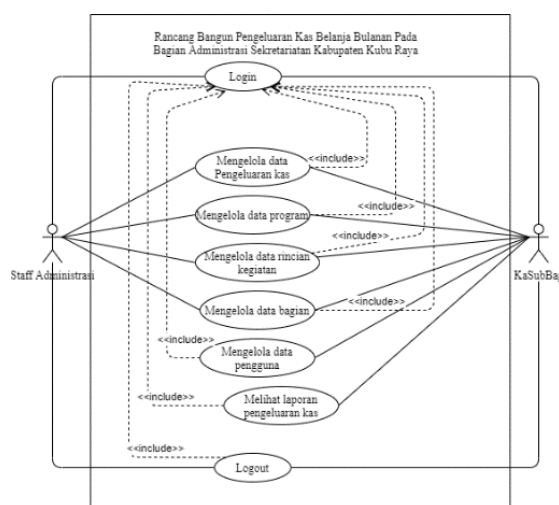 Rancang Bangun Pengeluaran Kas Belanja Bulanan Pada
Bagian Administrasi Sekretariatan Kabupaten Kubu Raya
Login
<<include>>
Mengelola data
Pengeluaran kas
<<include>>
Mengelola data program
<<include>>
Mengelola data rincian
kegiatan
Staff Administrasi
KaSubBag
Mengelola data bagian
<<include>>
<<include>>
Mengelola data
pengguna
<<include>>
Melihat laporan
pengeluaran kas
<<include>>
Logout